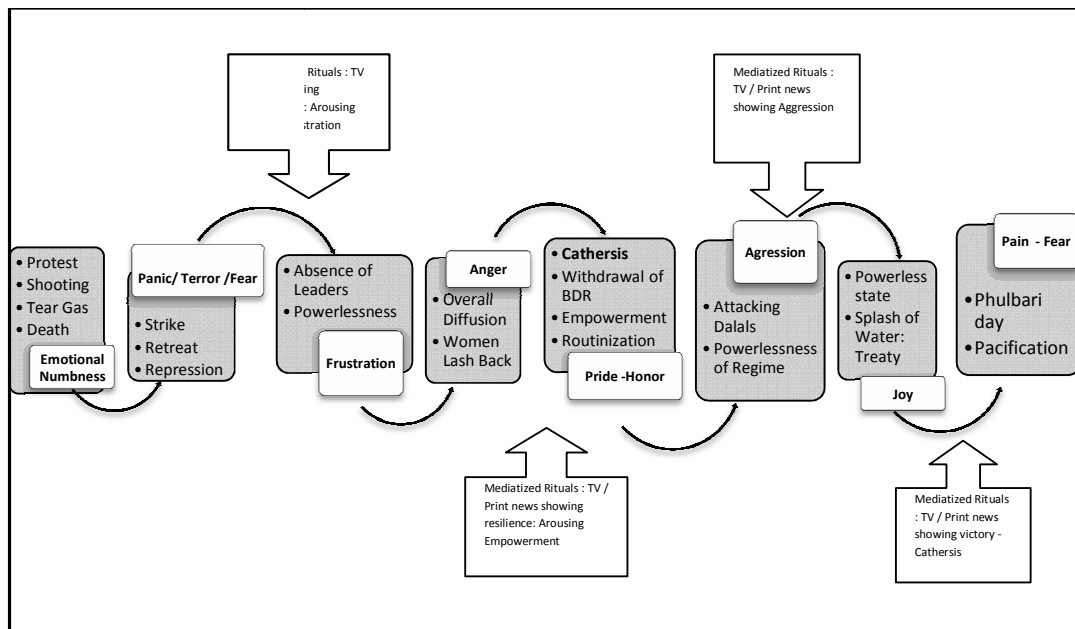 Rituals : TV
: Arousing
Mediatized Rituals :
TV / Print news
showing Aggression
• Protest
• Shooting
• Tear Gas
• Death
Emotional
Numbness
Panic/ Terror /Fear
• Strike
• Retreat
• Repression
• Absence of
Leaders
• Powerlessness
Frustration
Anger
• Overall
Diffusion
• Women
Lash Back
• Cathersis
• Withdrawal of
BDR
• Empowerment
• Routinization
Pride -Honor
Agression
• Attacking
Dalals
• Powerlessness
of Regime
• Powerless
state
• Splash of
Water:
Treaty
Joy
Pain - Fear
• Phulbari
day
• Pacification
Mediatized Rituals : TV /
Print news showing
resilience: Arousing
Empowerment
Mediatized Rituals
: TV / Print news
showing victory -
Cathersis